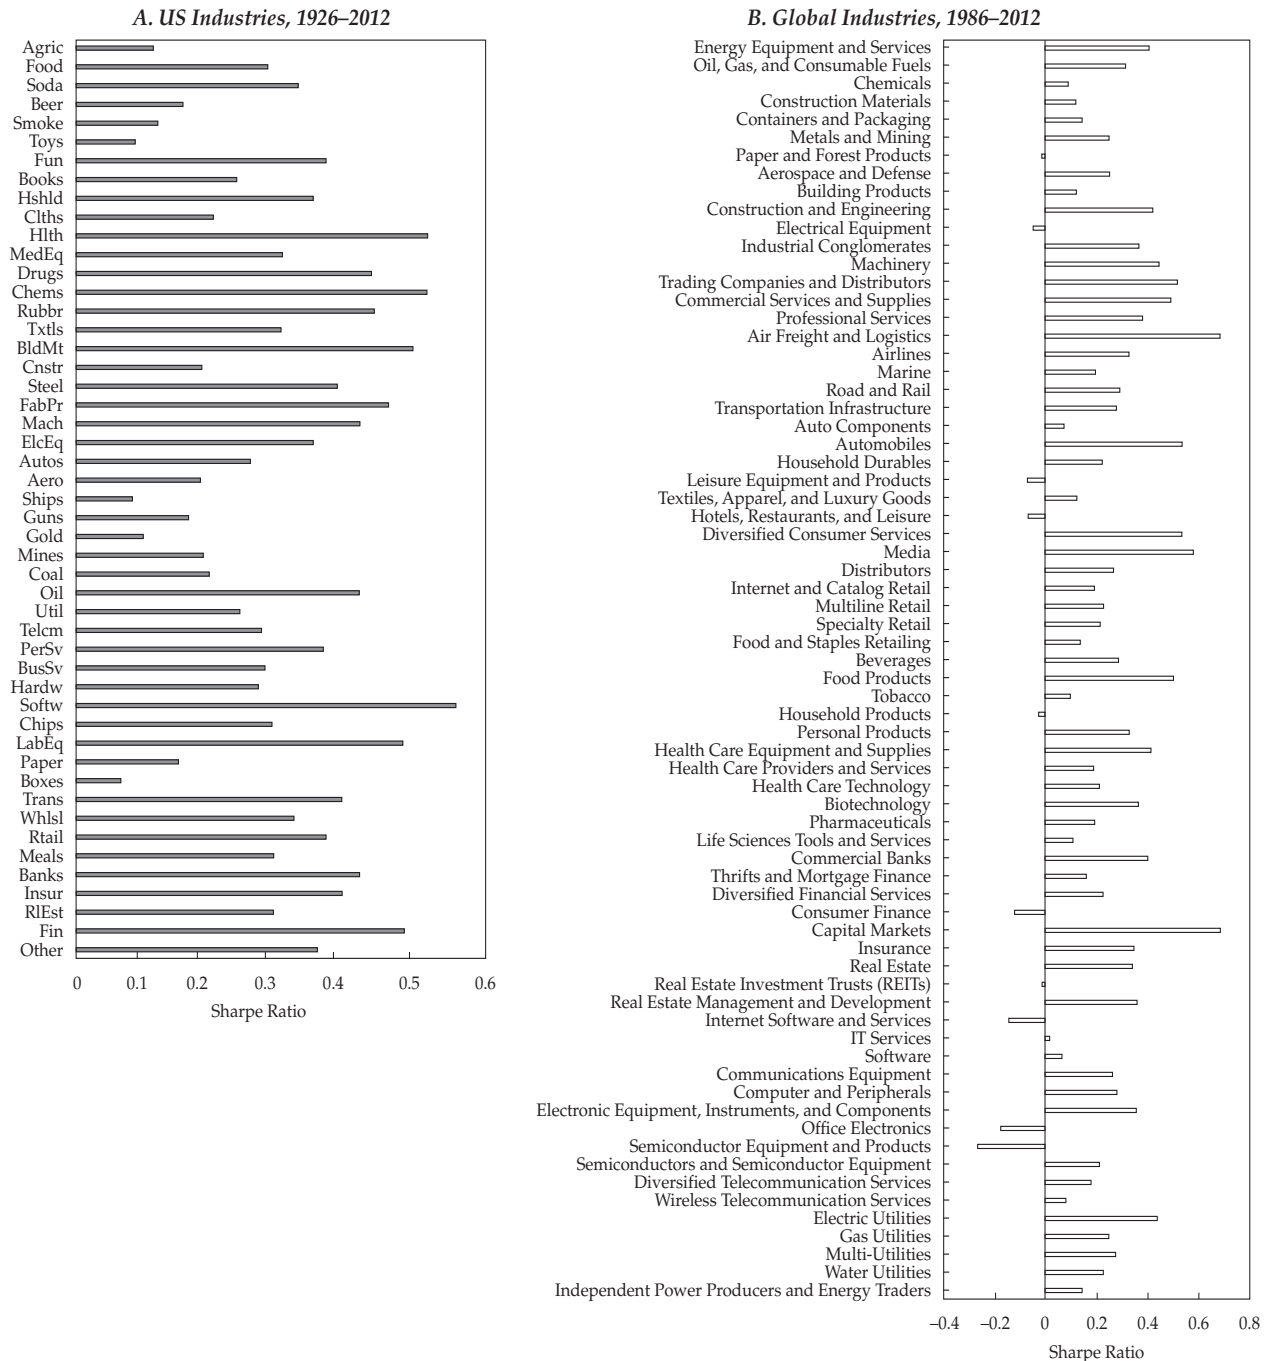 A. US Industries, 1926–2012
Agric
Food
Soda
Beer
Smoke
Toys
Fun
Books
Hshld
Clths
Hlth
MedEq
Drugs
Chems
Rubbr
Txtls
BldMt
Cnstr
Steel
FabPr
Mach
ElcEq
Autos
Aero
Ships
Guns
Gold
Mines
Coal
Oil
Util
Telcm
PerSv
BusSv
Hardw
Softw
Chips
LabEq
Paper
Boxes
Trans
Whlsl
Rtail
Meals
Banks
Insur
RlEst
Fin
Other
0 0.1 0.2 0.3 0.4 0.5 0.6
Sharpe Ratio
B. Global Industries, 1986–2012
Energy Equipment and Services
Oil, Gas, and Consumable Fuels
Chemicals
Construction Materials
Containers and Packaging
Metals and Mining
Paper and Forest Products
Aerospace and Defense
Building Products
Construction and Engineering
Electrical Equipment
Industrial Conglomerates
Machinery
Trading Companies and Distributors
Commercial Services and Supplies
Professional Services
Air Freight and Logistics
Airlines
Marine
Road and Rail
Transportation Infrastructure
Auto Components
Automobiles
Household Durables
Leisure Equipment and Products
Textiles, Apparel, and Luxury Goods
Hotels, Restaurants, and Leisure
Diversified Consumer Services
Media
Distributors
Internet and Catalog Retail
Multiline Retail
Specialty Retail
Food and Staples Retailing
Beverages
Food Products
Tobacco
Household Products
Personal Products
Health Care Equipment and Supplies
Health Care Providers and Services
Health Care Technology
Biotechnology
Pharmaceuticals
Life Sciences Tools and Services
Commercial Banks
Thrifts and Mortgage Finance
Diversified Financial Services
Consumer Finance
Capital Markets
Insurance
Real Estate
Real Estate Investment Trusts (REITs)
Real Estate Management and Development
Internet Software and Services
IT Services
Software
Communications Equipment
Computer and Peripherals
Electronic Equipment, Instruments, and Components
Office Electronics
Semiconductor Equipment and Products
Semiconductors and Semiconductor Equipment
Diversified Telecommunication Services
Wireless Telecommunication Services
Electric Utilities
Gas Utilities
Multi-Utilities
Water Utilities
Independent Power Producers and Energy Traders
–0.4 –0.2 0 0.2 0.4 0.6 0.8
Sharpe Ratio